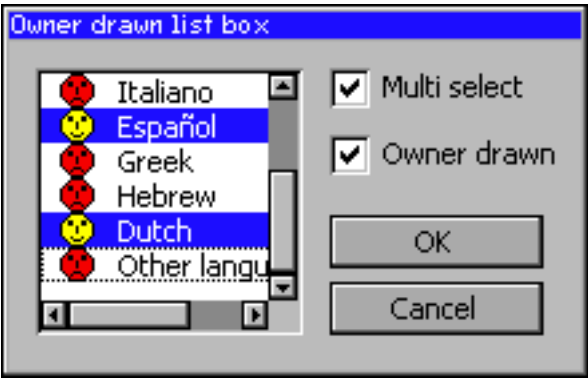 Owner drawn list box
Italiano
Español
Greek
Hebrew
Dutch
Other langu
Multi select
Owner drawn
OK
Cancel